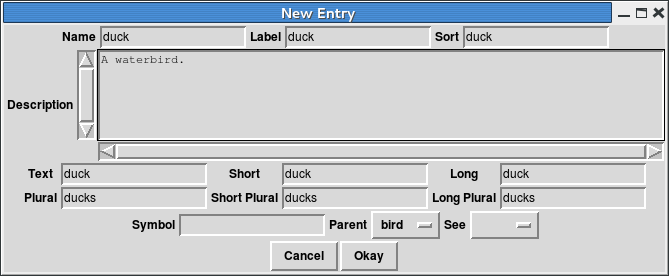 New Entry
Name duck Label duck Sort duck
A waterbird.
Description
Text duck Short duck Long duck
Plural ducks Short Plural ducks Long Plural ducks
Symbol Parent bird See
Cancel Okay